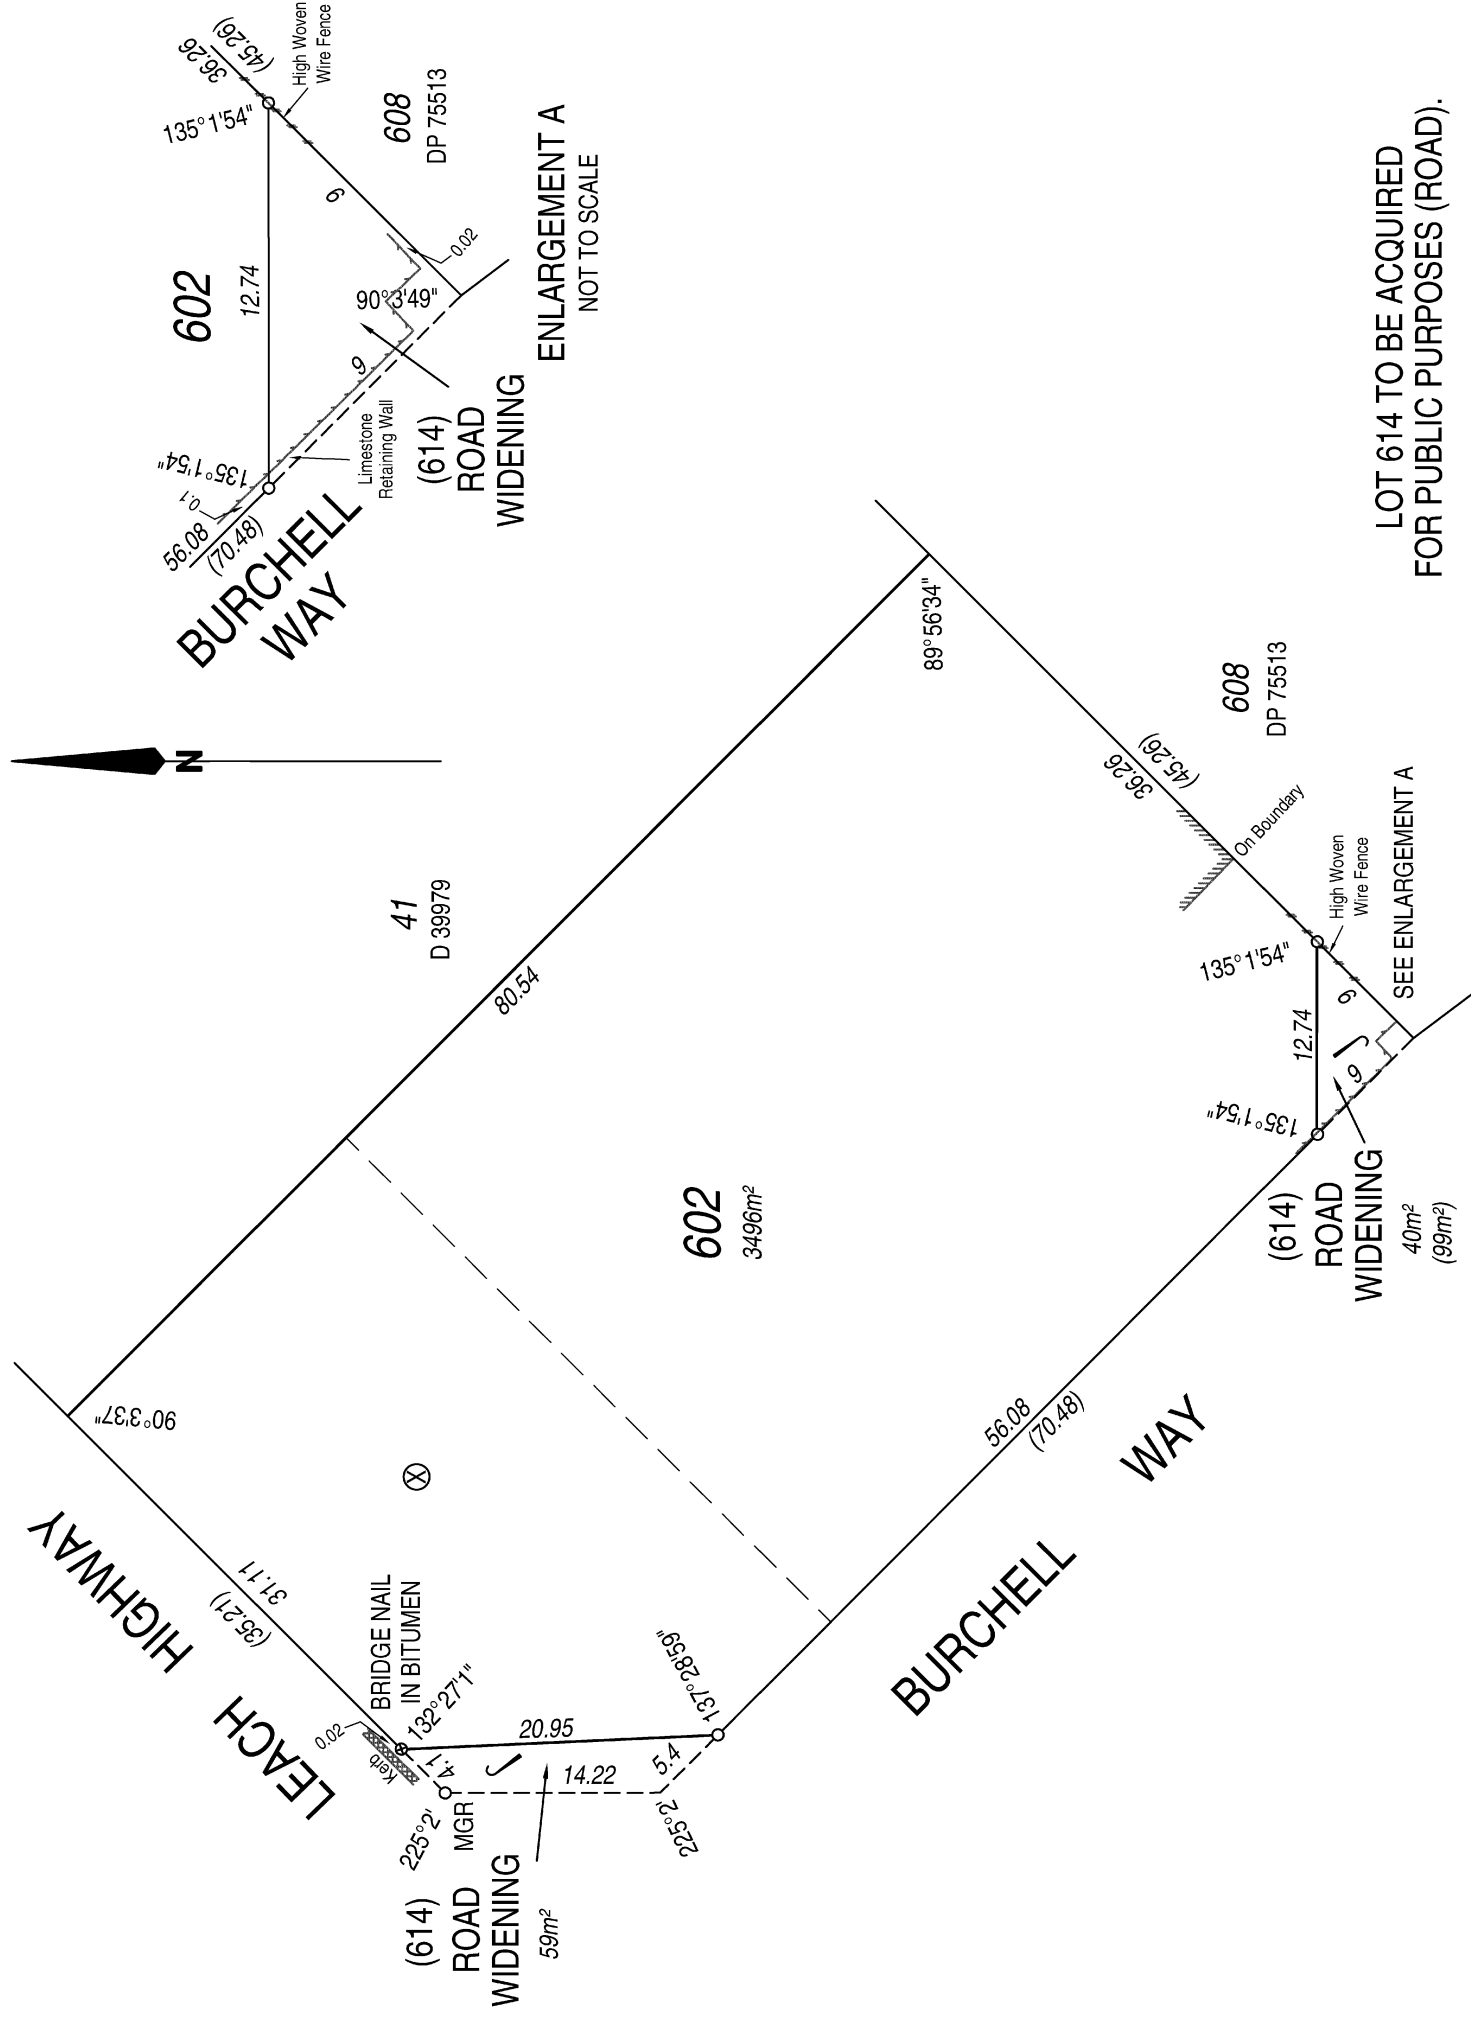 36.26
(45.26)
High Woven
Wire Fence
135°1'54"
608
DP 75513
9
602
12.74
90°3'49"
0.02
ENLARGEMENT A
NOT TO SCALE
9
Limestone
Retaining Wall
(614)
ROAD
WIDENING
135°1'54"
0.1
56.08
(70.48)
BURCHELL
WAY
LOT 614 TO BE ACQUIRED
FOR PUBLIC PURPOSES (ROAD).
N
89°56'34"
608
DP 75513
36.26
(45.26)
On Boundary
41
D 39979
80.54
High Woven
Wire Fence
SEE ENLARGEMENT A
135°1'54"
12.74
9
9
135°1'54"
(614)
ROAD
WIDENING
40m²
(99m²)
602
3496m²
56.08
(70.48)
BURCHELL WAY
90°3'37"
X
LEACH HIGHWAY
31.11
(35.21)
BRIDGE NAIL
IN BITUMEN
0.02
Kerb
132°27'1"
137°28'59"
20.95
4.1
14.22
5.4
225°2'
MGR
225°2'
(614)
ROAD
WIDENING
59m²